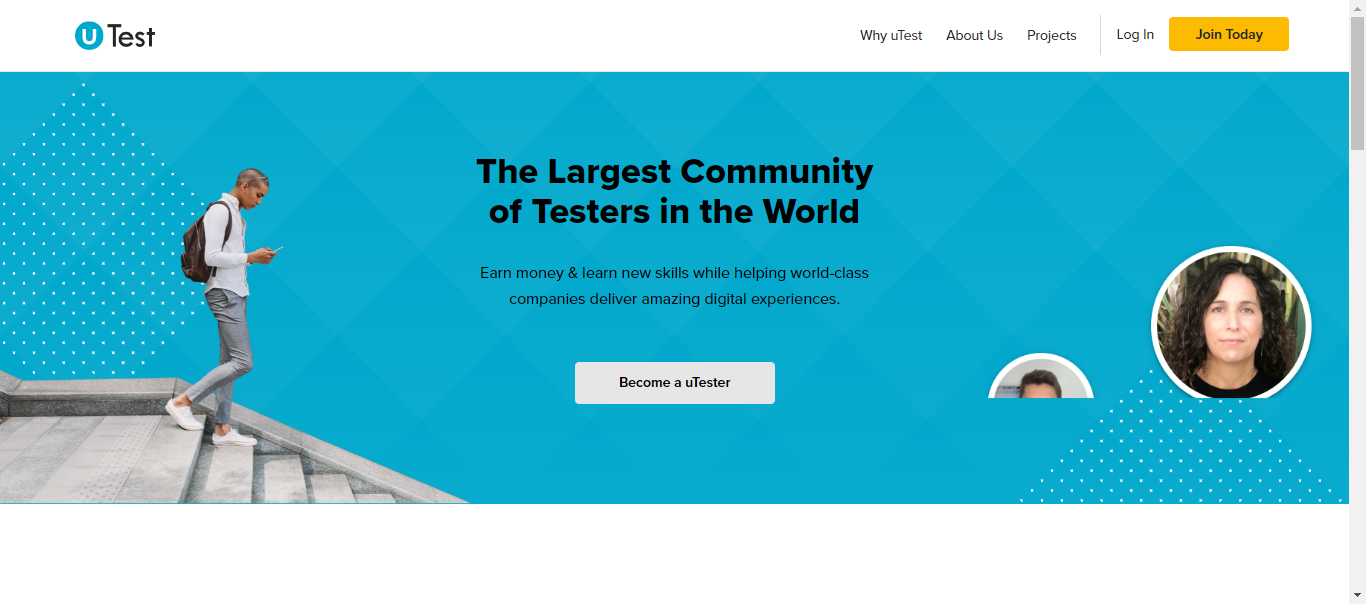 uTest
Why uTest
About Us
Projects
Log In
Join Today
The Largest Community
of Testers in the World
Earn money & learn new skills while helping world-class
companies deliver amazing digital experiences.
Become a uTester